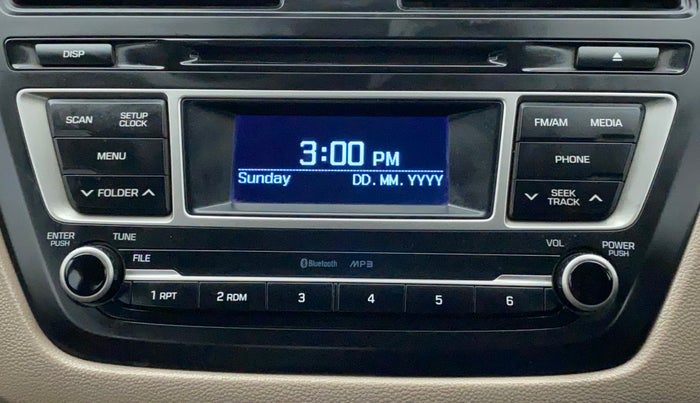 DISP
SCAN
SETUP CLOCK
MENU
FOLDER
3:00 PM
Sunday
DD.MM.YYYY
FM/AM
MEDIA
PHONE
SEEK TRACK
ENTER PUSH
TUNE
FILE
Bluetooth
MP3
VOL
POWER PUSH
1 RPT
2 RDM
3
4
5
6